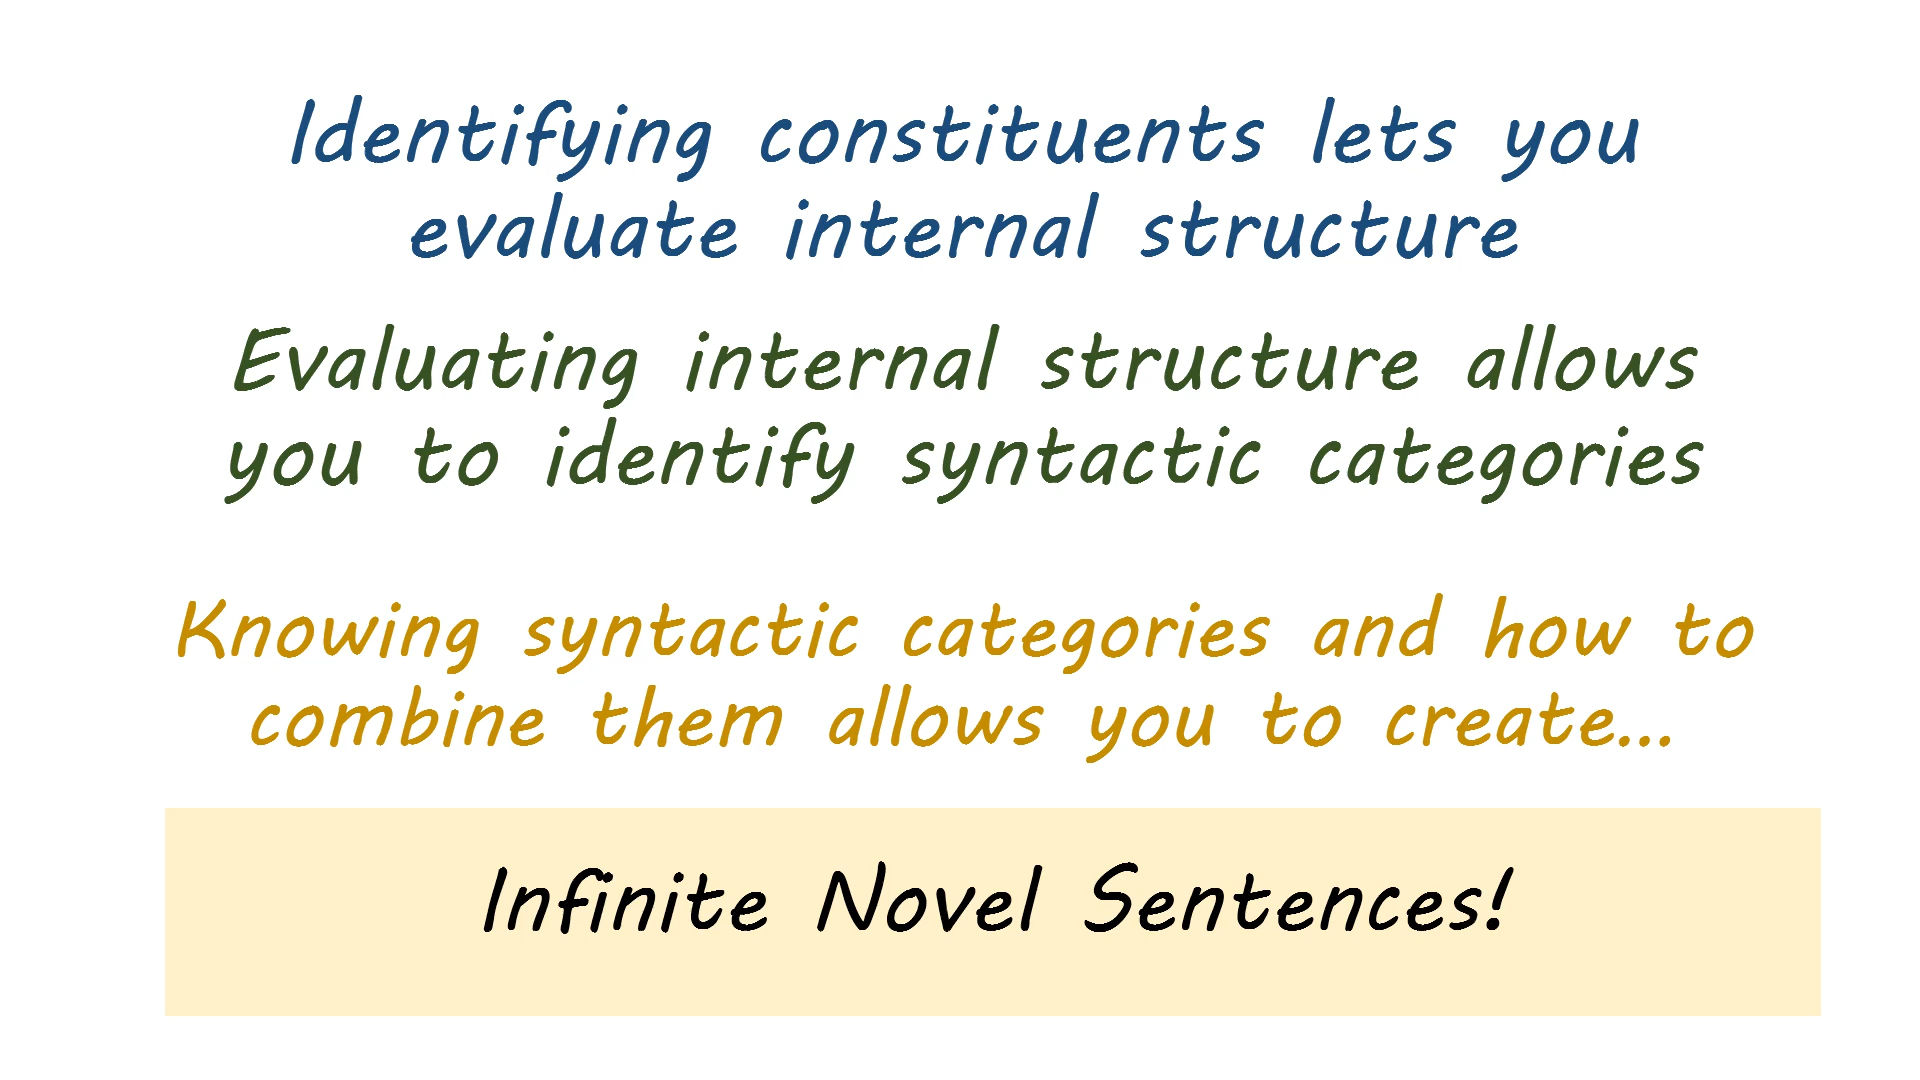 Identifying constituents lets you
evaluate internal structure
Evaluating internal structure allows
you to identify syntactic categories
Knowing syntactic categories and how to
combine them allows you to create...
Infinite Novel Sentences!